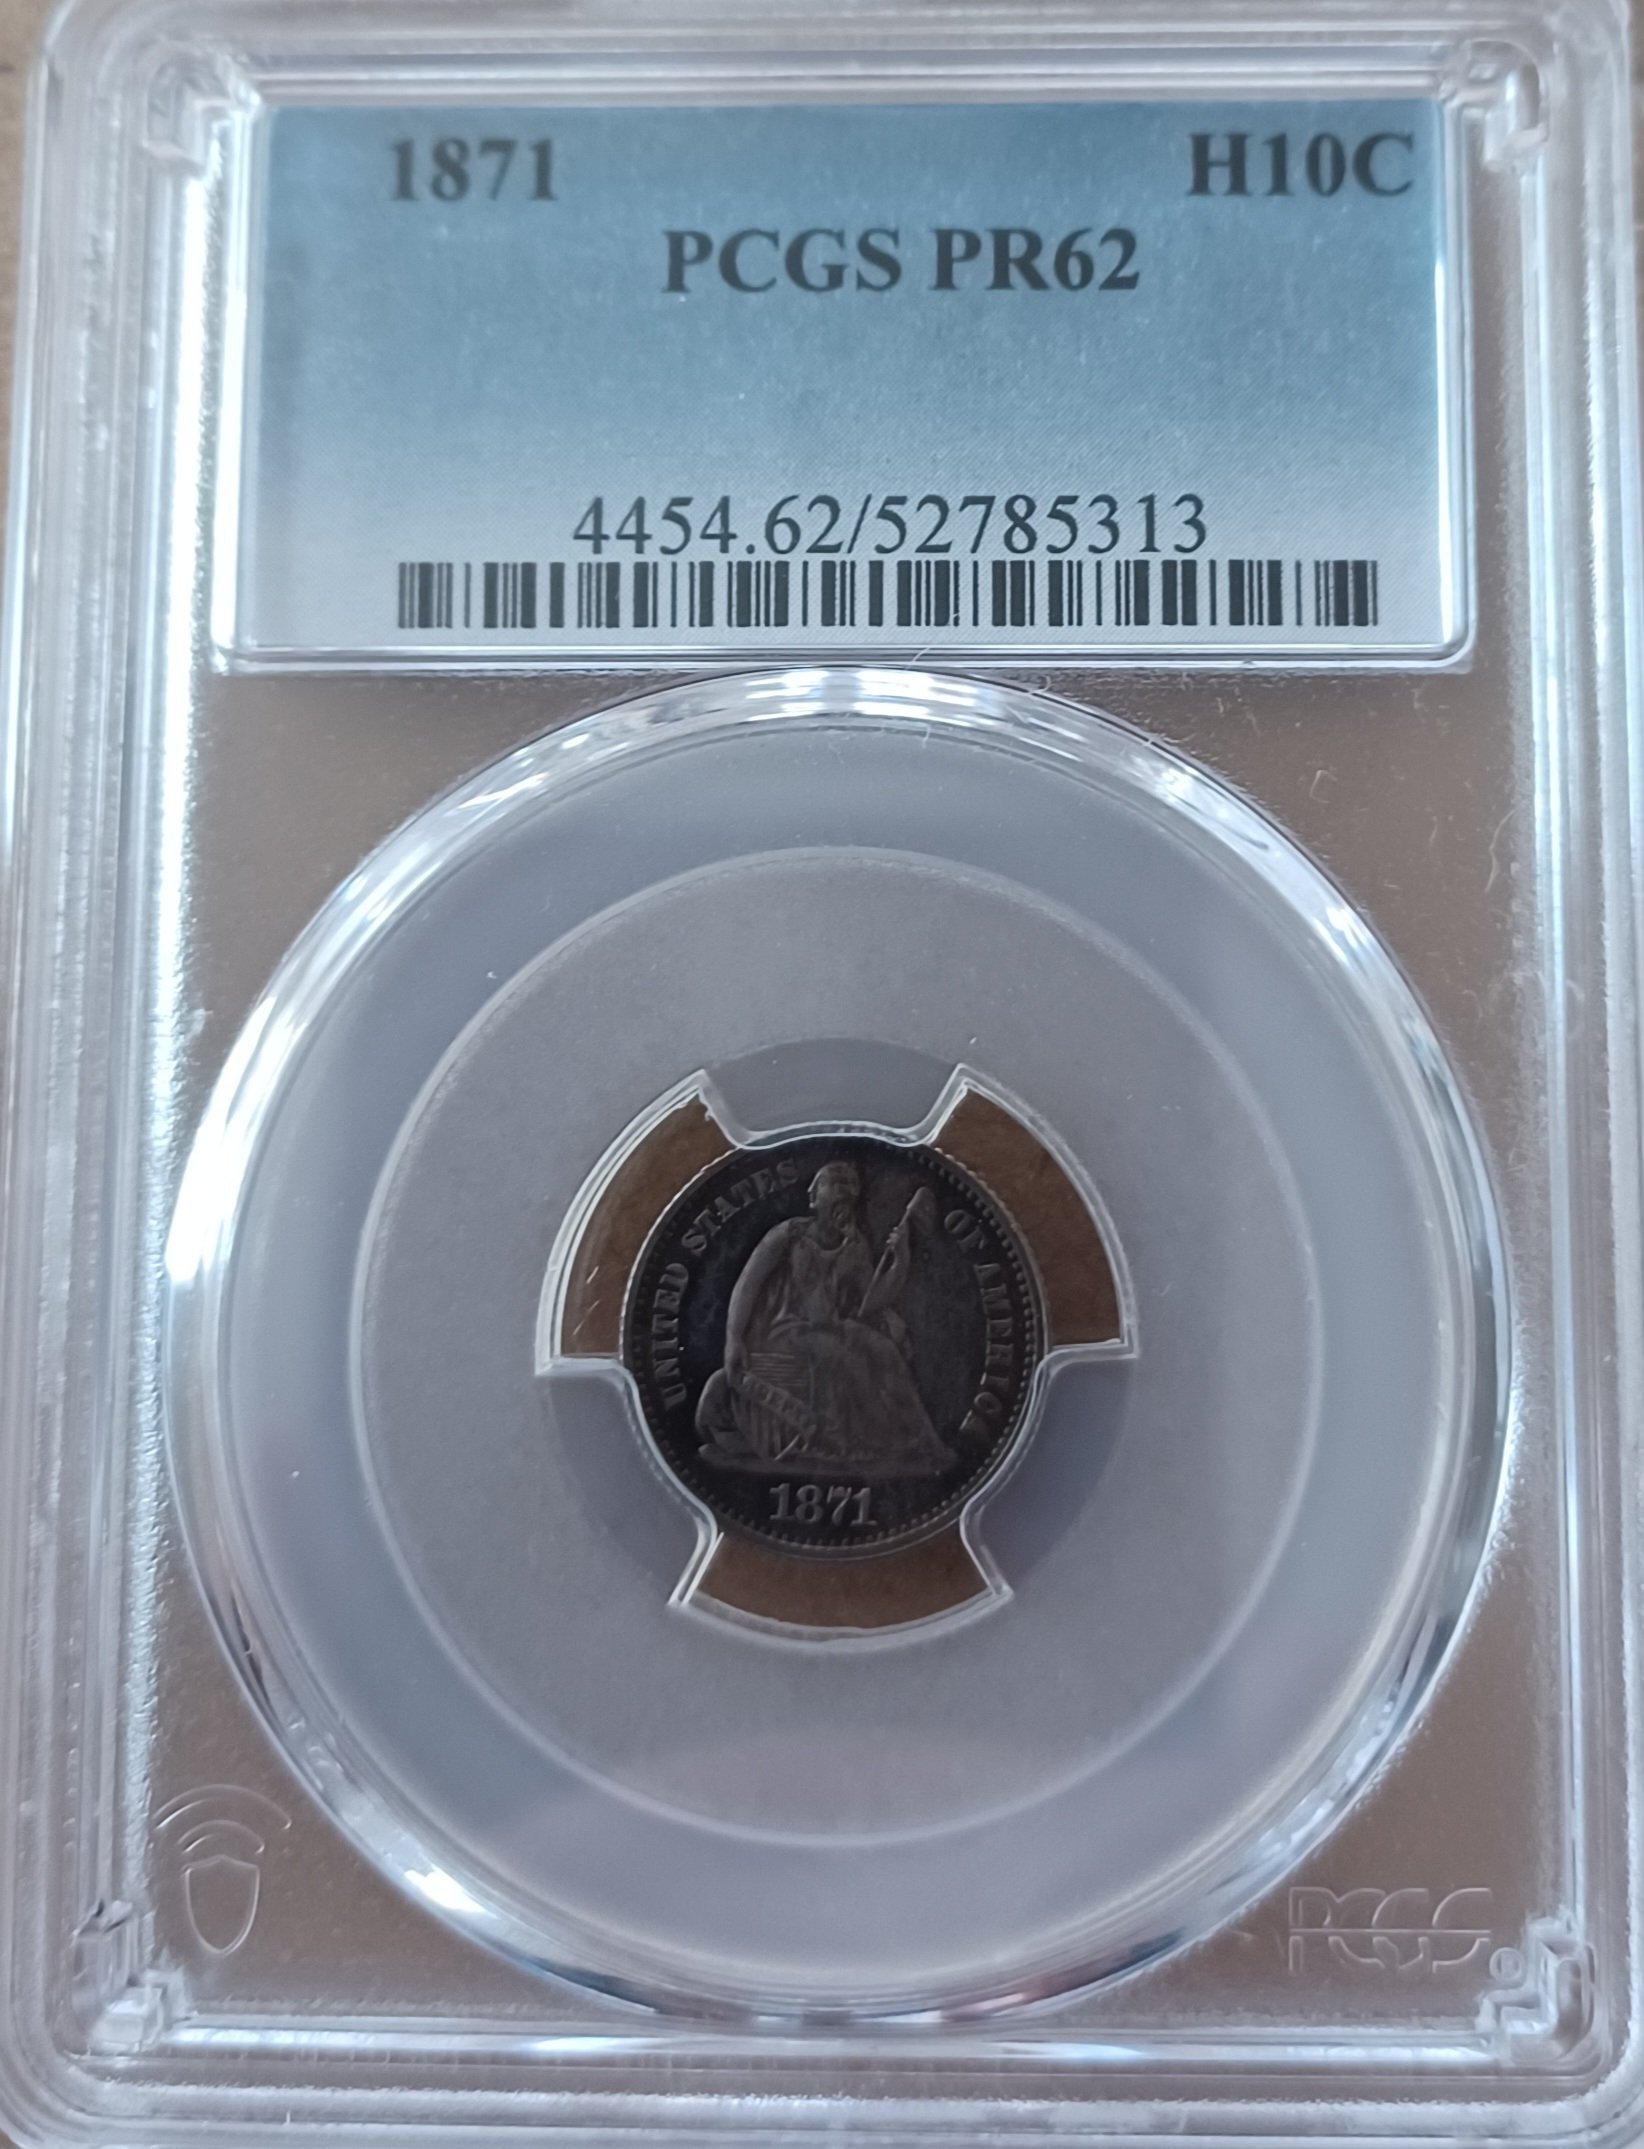 1871 H10C
PCGS PR62
4454.62/52785313
UNITED STATES OF AMERICA
1871
PCGS